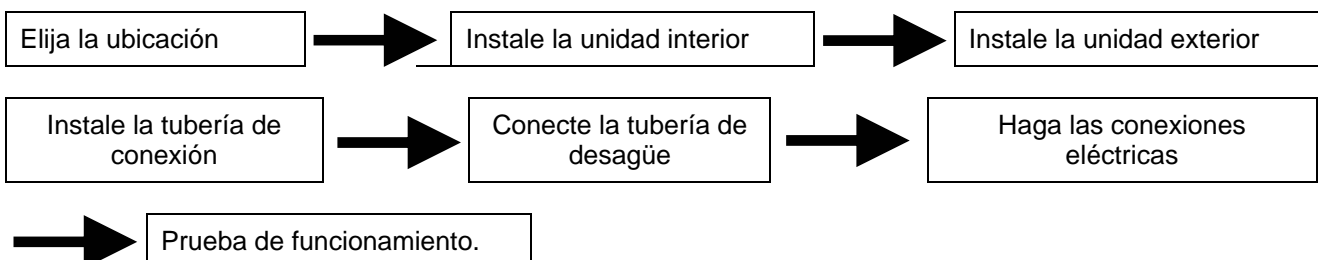 Elija la ubicación
Instale la unidad interior
Instale la unidad exterior
Instale la tubería de
conexión
Conecte la tubería de
desagüe
Haga las conexiones
eléctricas
Prueba de funcionamiento.